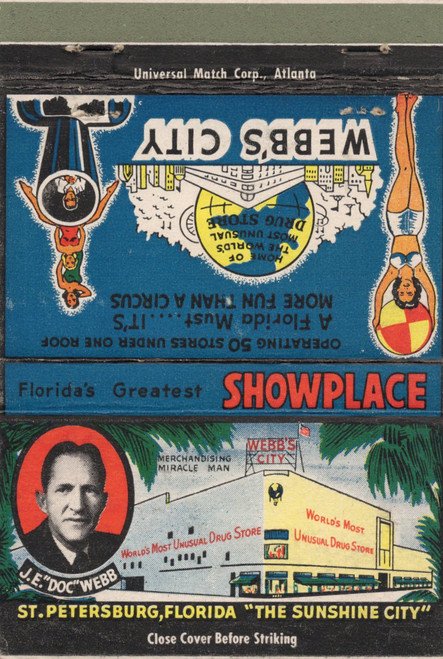 Universal Match Corp., Atlanta
WEBB'S CITY
HOME OF
THE WORLD'S
MOST UNUSUAL
DRUG STORE
OPERATING 50 STORES UNDER ONE ROOF
A Florida Must....IT'S
MORE FUN THAN A CIRCUS
Florida's Greatest SHOWPLACE
MERCHANDISING
MIRACLE MAN
WEBB'S
CITY
WORLD'S MOST UNUSUAL DRUG STORE
WORLD'S MOST
UNUSUAL DRUG STORE
J.E."DOC" WEBB
ST. PETERSBURG, FLORIDA "THE SUNSHINE CITY"
Close Cover Before Striking